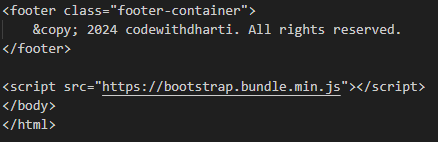 <footer class="footer-container">
    &copy; 2024 codewithdharti. All rights reserved.
</footer>

<script src="https://bootstrap.bundle.min.js"></script>
</body>
</html>